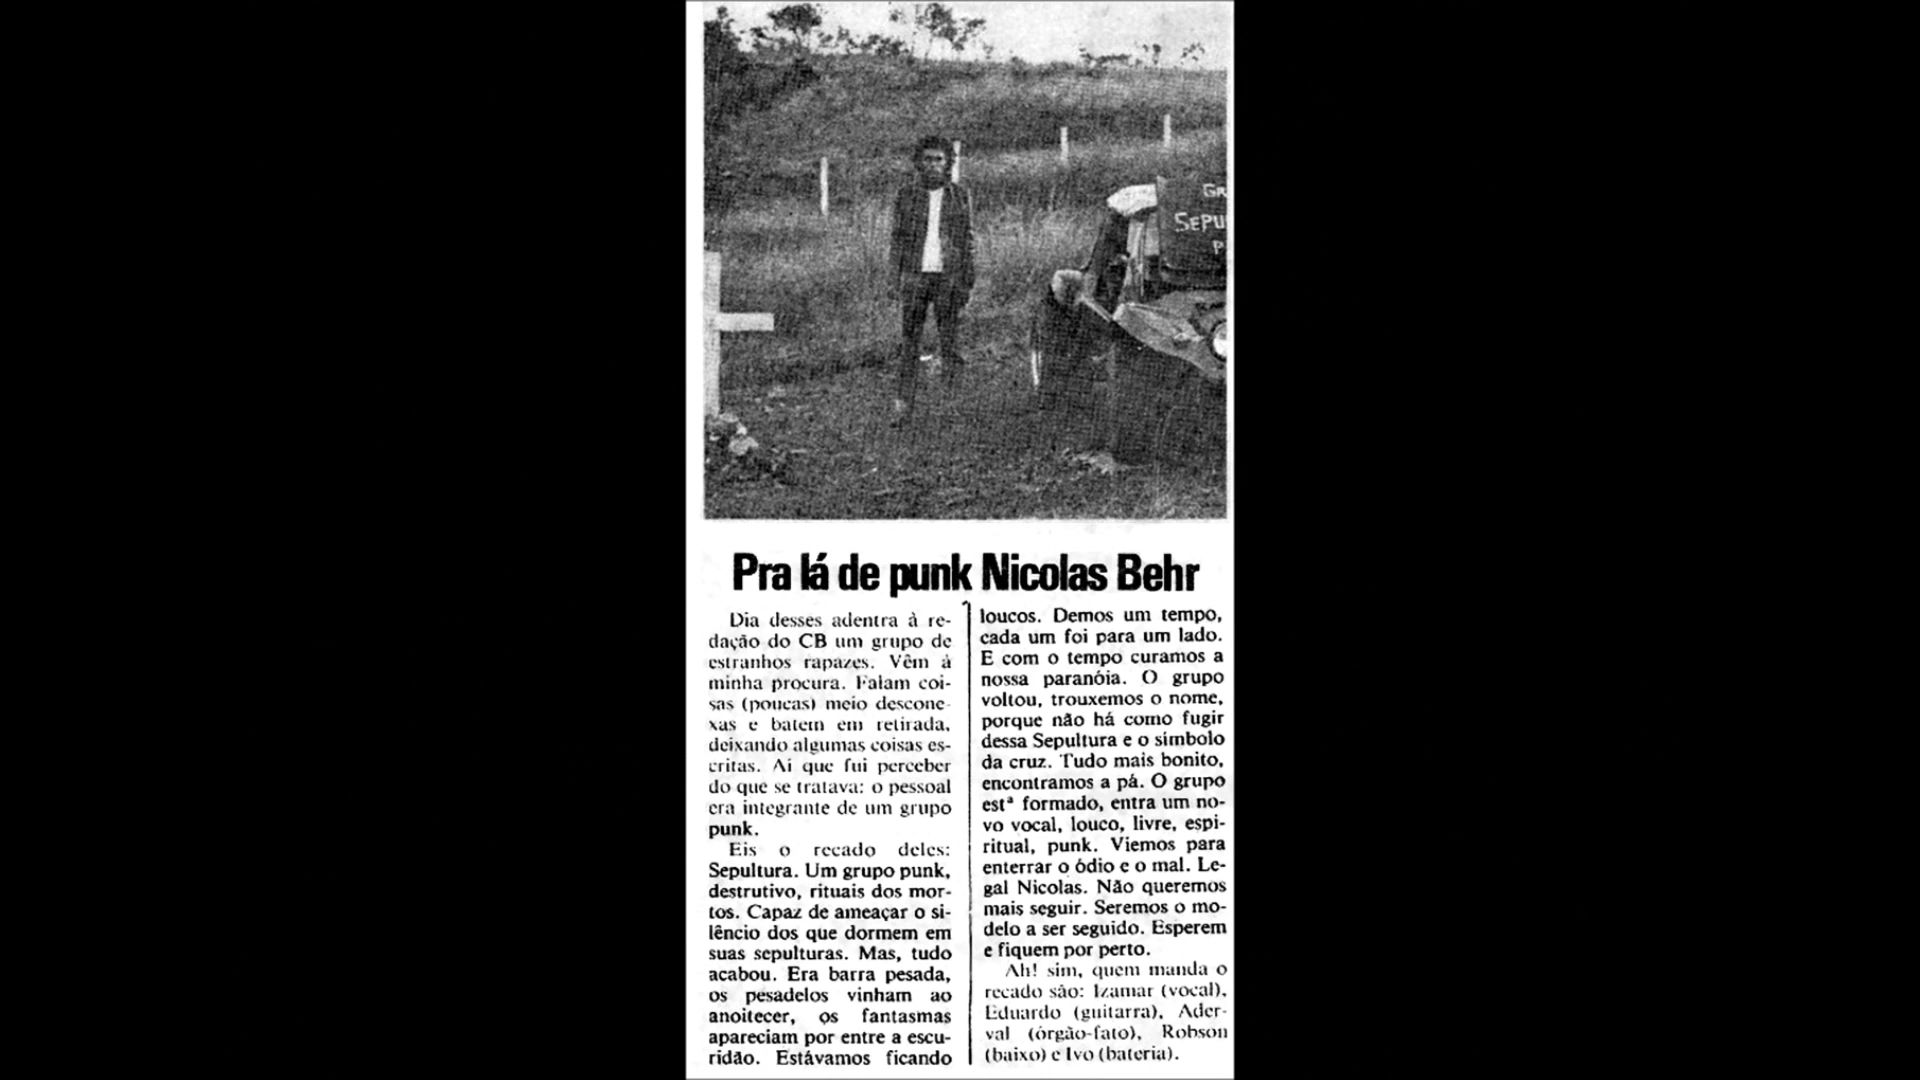 GR
SEPU
P
Pra lá de punk Nicolas Behr
Dia desses adentra à re-
dação do CB um grupo de
estranhos rapazes. Vêm à
minha procura. Falam coi-
sas (poucas) meio descone-
xas e batem em retirada,
deixando algumas coisas es-
critas. Aí que fui perceber
do que se tratava: o pessoal
era integrante de um grupo
punk.
Eis o recado deles:
Sepultura. Um grupo punk,
destrutivo, rituais dos mor-
tos. Capaz de ameaçar o si-
lêncio dos que dormem em
suas sepulturas. Mas, tudo
acabou. Era barra pesada,
os pesadelos vinham ao
anoitecer, os fantasmas
apareciam por entre a escu-
ridão. Estávamos ficando
loucos. Demos um tempo,
cada um foi para um lado.
E com o tempo curamos a
nossa paranóia. O grupo
voltou, trouxemos o nome,
porque não há como fugir
dessa Sepultura e o símbolo
da cruz. Tudo mais bonito,
encontramos a pá. O grupo
estª formado, entra um no-
vo vocal, louco, livre, espi-
ritual, punk. Viemos para
enterrar o ódio e o mal. Le-
gal Nicolas. Não queremos
mais seguir. Seremos o mo-
delo a ser seguido. Esperem
e fiquem por perto.
Ah! sim, quem manda o
recado são: Izamar (vocal),
Eduardo (guitarra), Ader-
val (órgão-fato), Robson
(baixo) e Ivo (bateria).